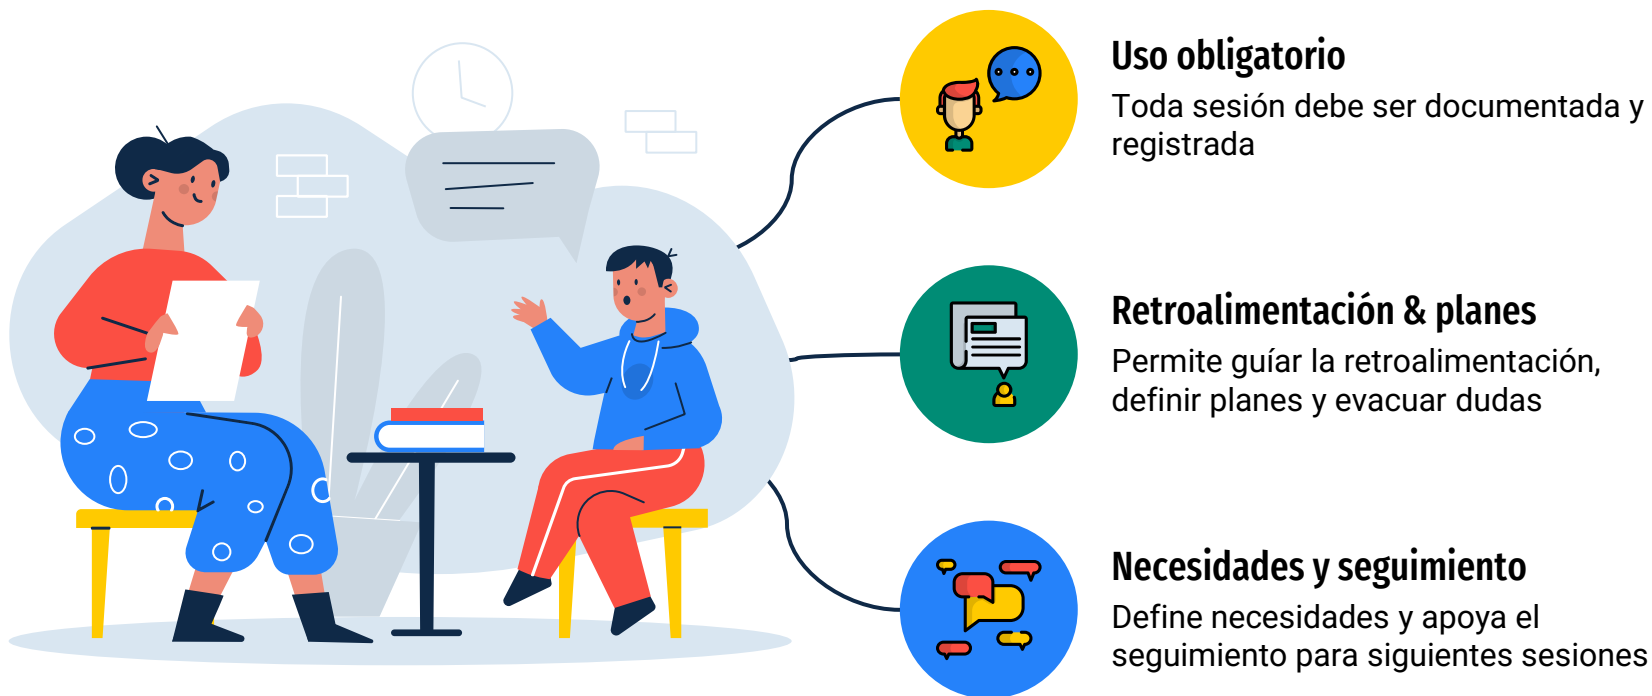 Uso obligatorio
Toda sesión debe ser documentada y
registrada
Retroalimentación & planes
Permite guíar la retroalimentación,
definir planes y evacuar dudas
Necesidades y seguimiento
Define necesidades y apoya el
seguimiento para siguientes sesiones